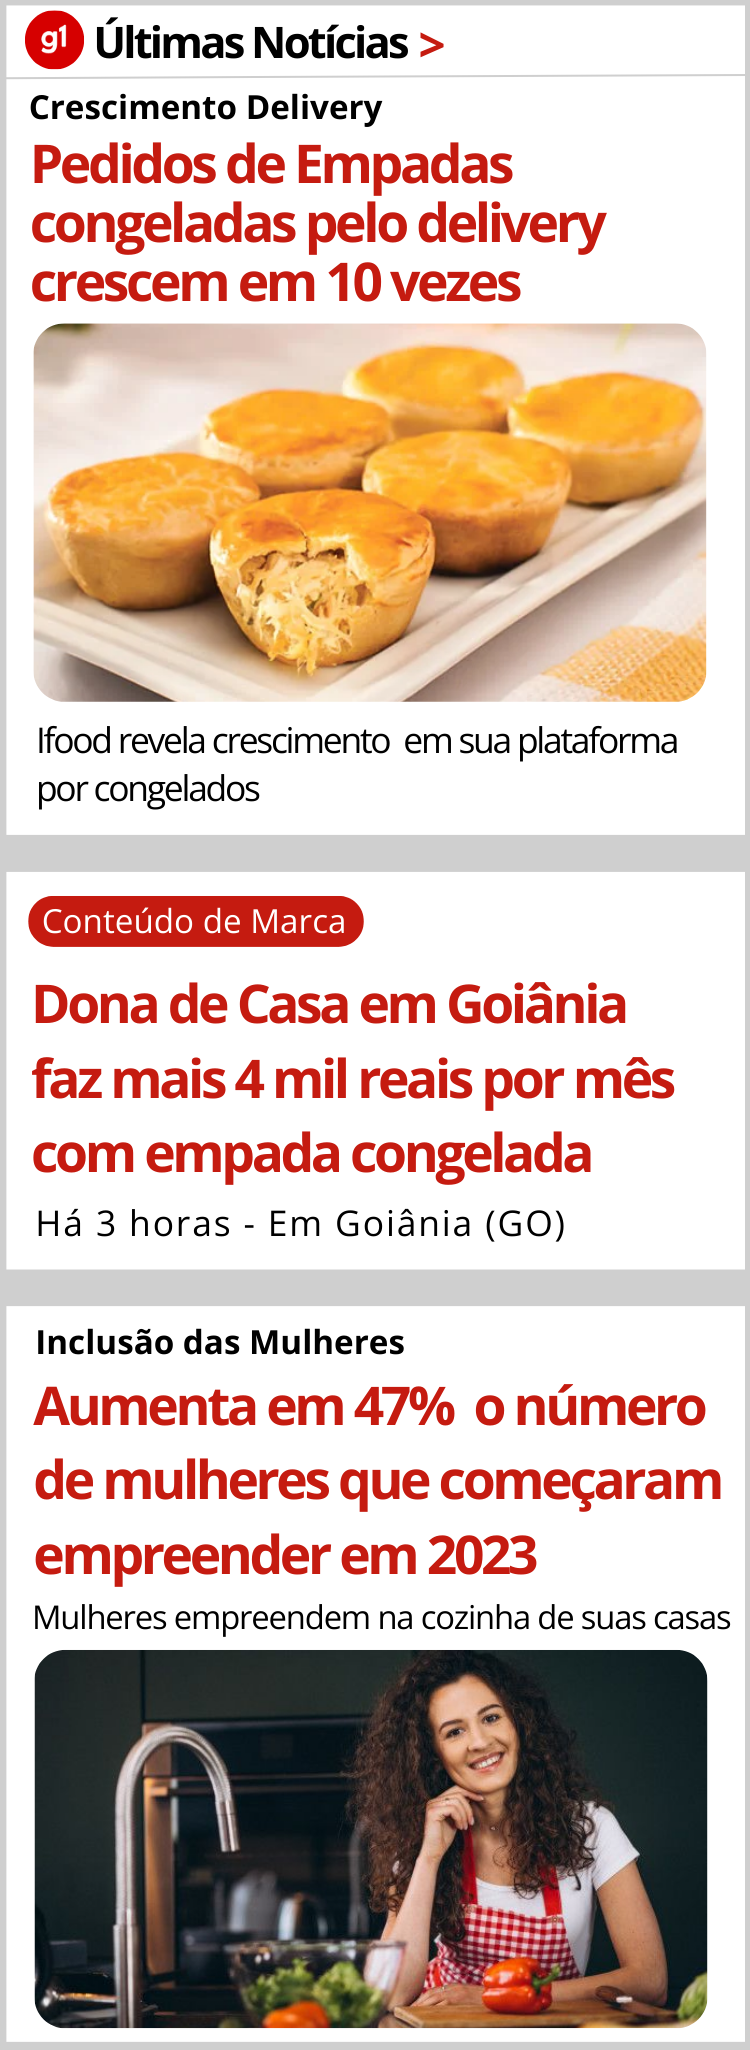 g1 Últimas Notícias >
Crescimento Delivery
Pedidos de Empadas
congeladas pelo delivery
crescem em 10 vezes
Ifood revela crescimento em sua plataforma
por congelados
Conteúdo de Marca
Dona de Casa em Goiânia
faz mais 4 mil reais por mês
com empada congelada
Há 3 horas - Em Goiânia (GO)
Inclusão das Mulheres
Aumenta em 47% o número
de mulheres que começaram
empreender em 2023
Mulheres empreendem na cozinha de suas casas